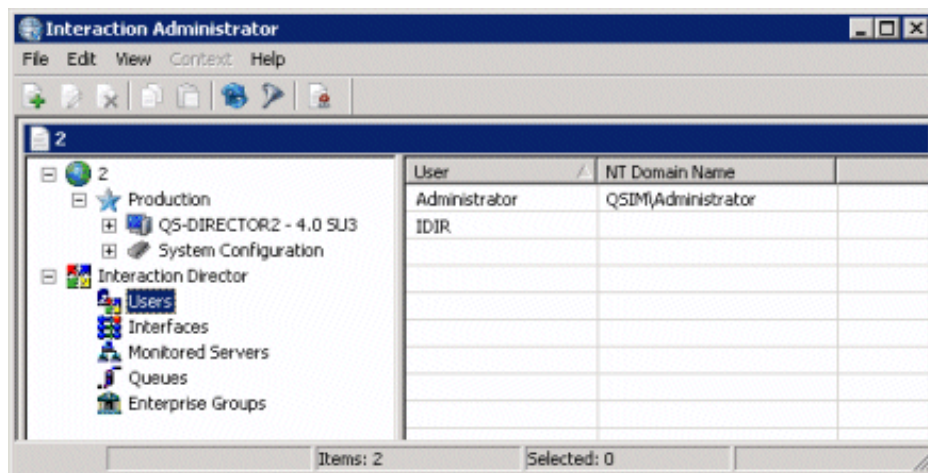 Interaction Administrator
File Edit View Context Help
2
2
Production
QS-DIRECTOR2 - 4.0 SU3
System Configuration
Interaction Director
Users
Interfaces
Monitored Servers
Queues
Enterprise Groups
User NT Domain Name
Administrator QSIM\Administrator
IDIR
Items: 2 Selected: 0